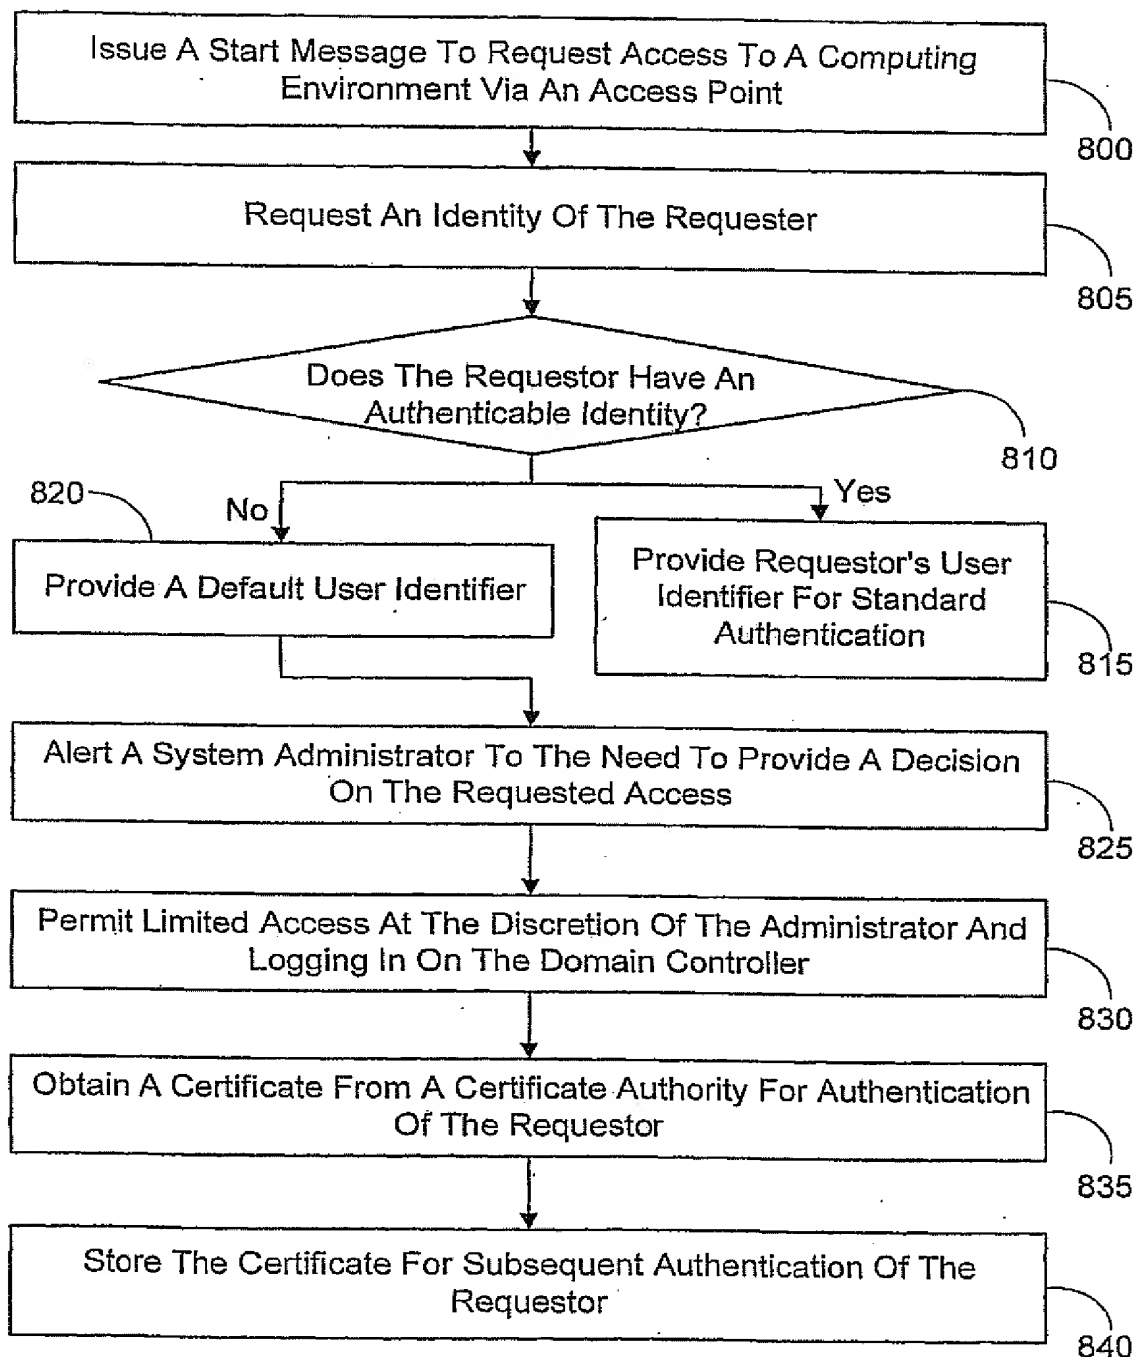 Issue A Start Message To Request Access To A Computing
Environment Via An Access Point
800
Request An Identity Of The Requester
805
Does The Requestor Have An
Authenticable Identity?
810
820
No
Yes
Provide A Default User Identifier
Provide Requestor's User
Identifier For Standard
Authentication
815
Alert A System Administrator To The Need To Provide A Decision
On The Requested Access
825
Permit Limited Access At The Discretion Of The Administrator And
Logging In On The Domain Controller
830
Obtain A Certificate From A Certificate Authority For Authentication
Of The Requestor
835
Store The Certificate For Subsequent Authentication Of The
Requestor
840